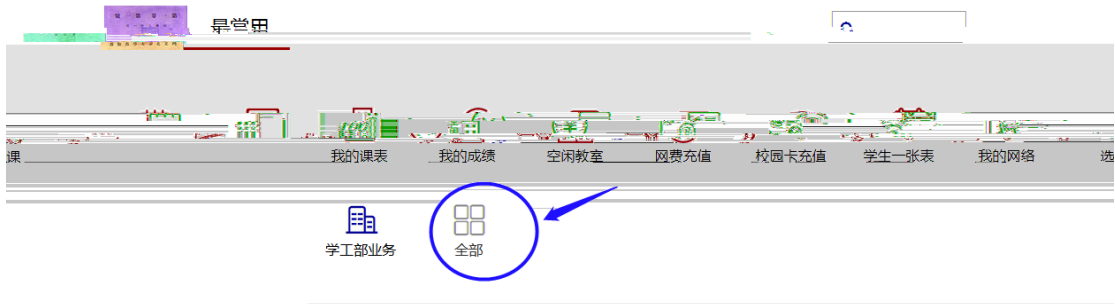 最常用
课 我的课表 我的成绩 空闲教室 网费充值 校园卡充值 学生一张表 我的网络 选
学工部业务 全部